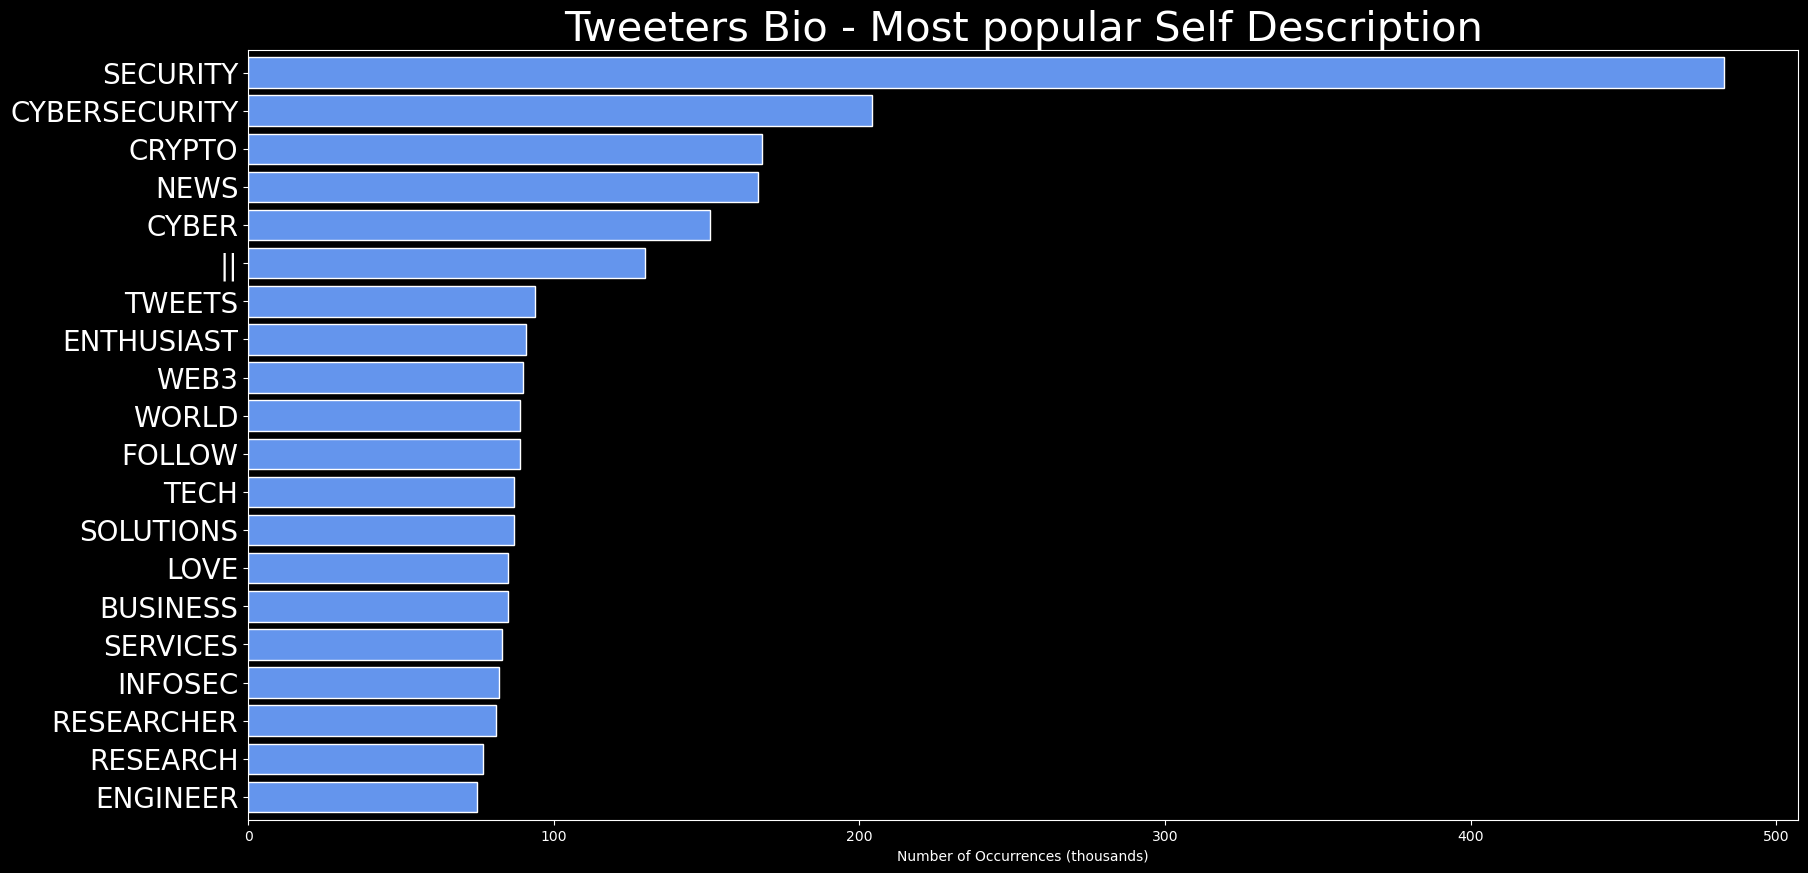 Tweeters Bio - Most popular Self Description
SECURITY
CYBERSECURITY
CRYPTO
NEWS
CYBER
||
TWEETS
ENTHUSIAST
WEB3
WORLD
FOLLOW
TECH
SOLUTIONS
LOVE
BUSINESS
SERVICES
INFOSEC
RESEARCHER
RESEARCH
ENGINEER
0 100 200 300 400 500
Number of Occurrences (thousands)